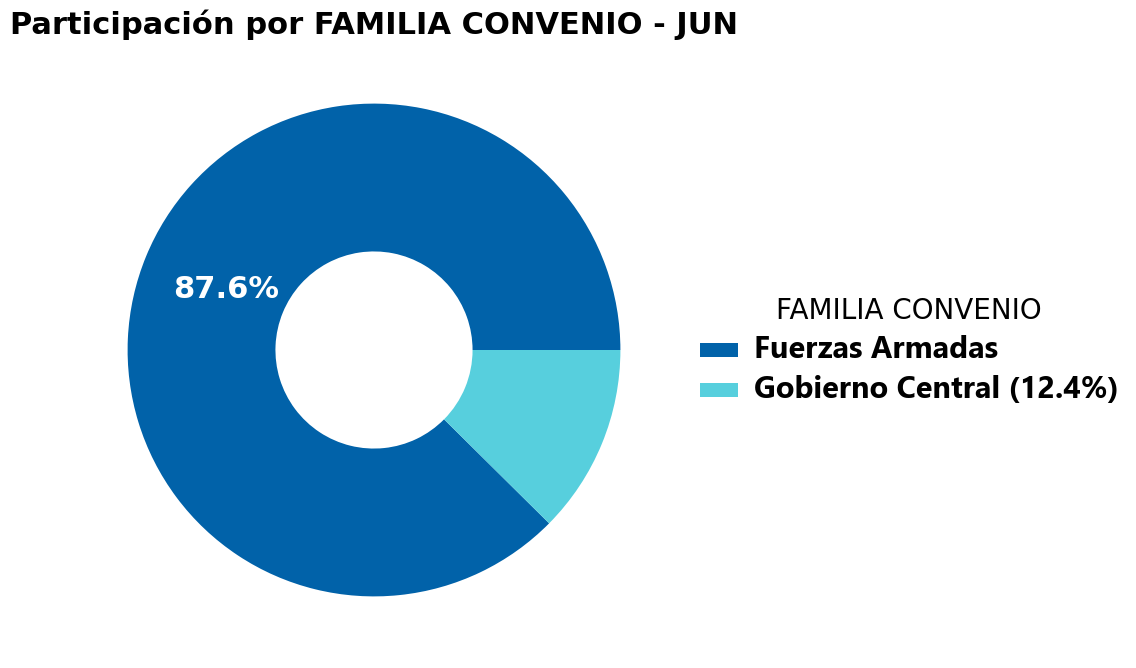 Participación por FAMILIA CONVENIO - JUN
87.6%
FAMILIA CONVENIO
Fuerzas Armadas
Gobierno Central (12.4%)